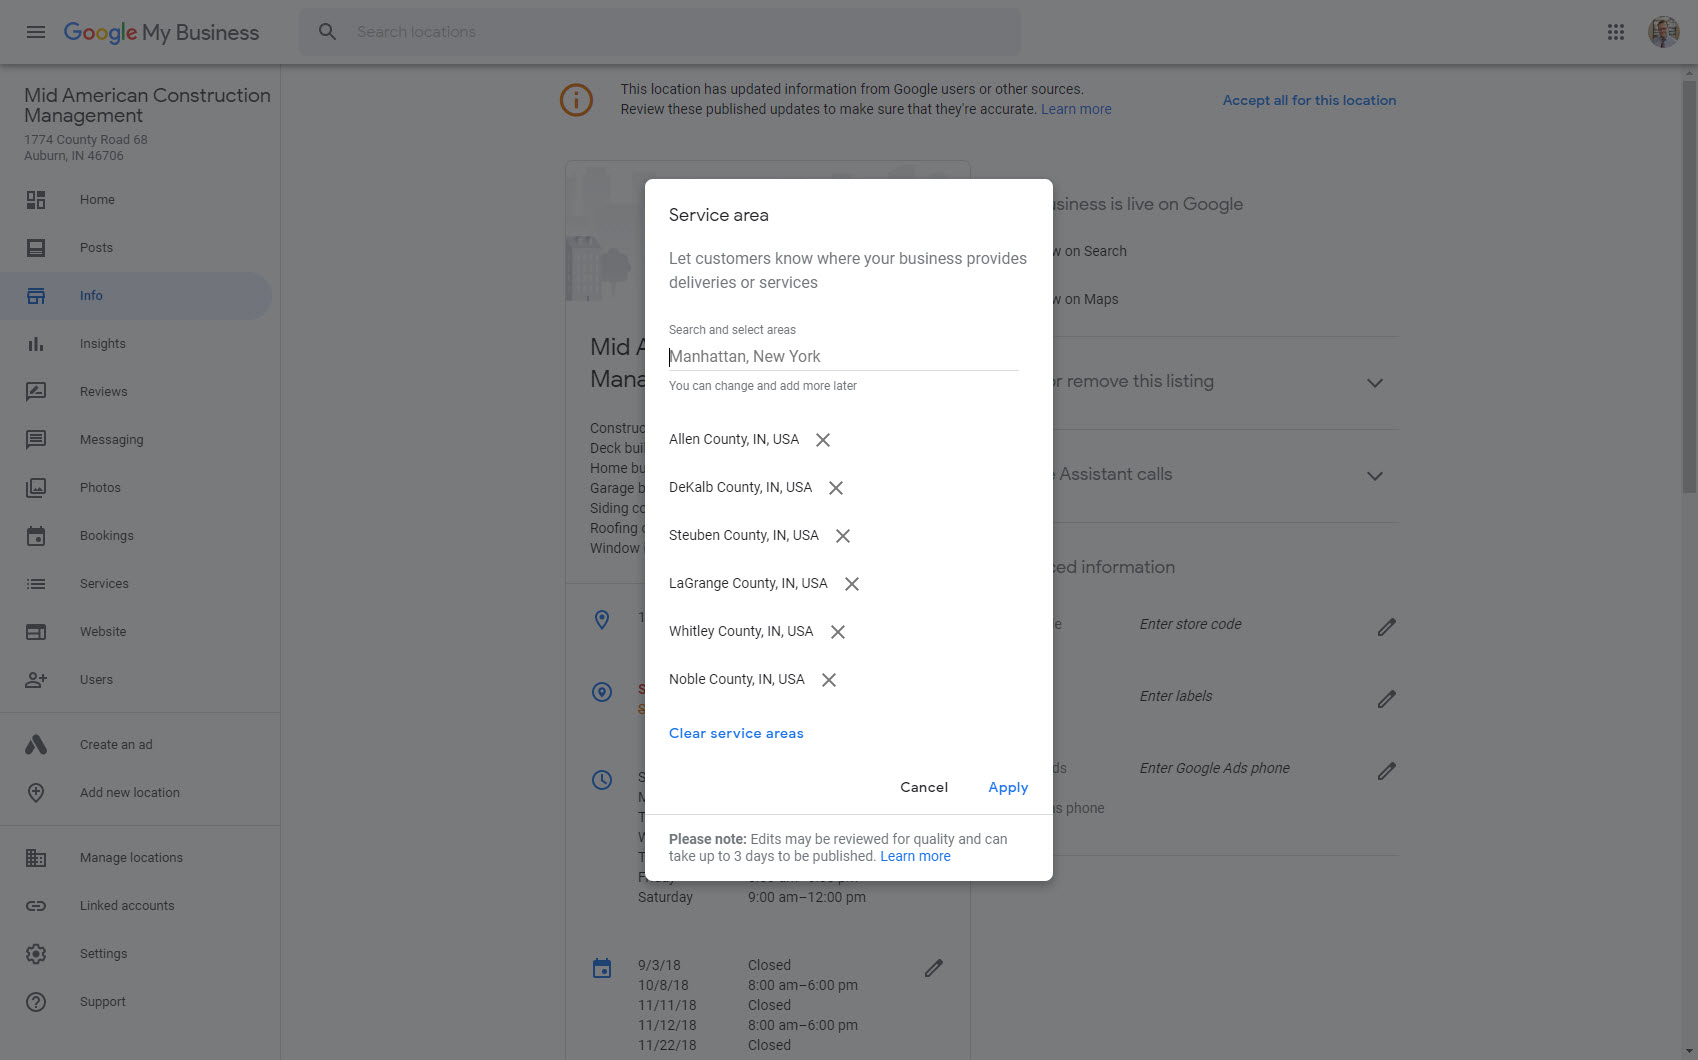 Google My Business
Search locations
Mid American Construction
Management
1774 County Road 68
Auburn, IN 46706
Home
Posts
Info
Insights
Reviews
Messaging
Photos
Bookings
Services
Website
Users
Create an ad
Add new location
Manage locations
Linked accounts
Settings
Support
This location has updated information from Google users or other sources.
Review these published updates to make sure that they're accurate. Learn more
Accept all for this location
Mid A
Mana
Construc
Deck buil
Home bu
Garage b
Siding co
Roofing
Window
Service area
Let customers know where your business provides
deliveries or services
Search and select areas
Manhattan, New York
You can change and add more later
Allen County, IN, USA
DeKalb County, IN, USA
Steuben County, IN, USA
LaGrange County, IN, USA
Whitley County, IN, USA
Noble County, IN, USA
Clear service areas
Cancel
Apply
Please note: Edits may be reviewed for quality and can
take up to 3 days to be published. Learn more
Saturday 9:00 am–12:00 pm
9/3/18 Closed
10/8/18 8:00 am–6:00 pm
11/11/18 Closed
11/12/18 8:00 am–6:00 pm
11/22/18 Closed
usiness is live on Google
w on Search
w on Maps
or remove this listing
e Assistant calls
ced information
e Enter store code
Enter labels
ds Enter Google Ads phone
ns phone